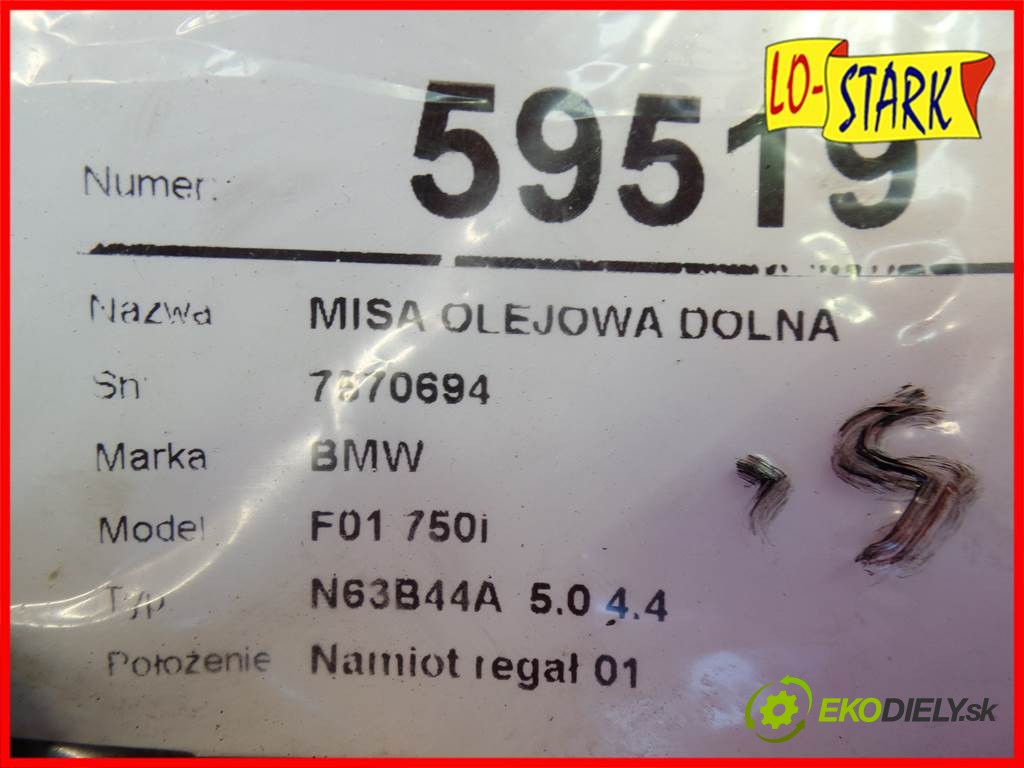 LO-STARK
Numer: 59519
Nazwa MISA OLEJOWA DOLNA
Sn 7570694
Marka BMW
Model F01 750i
Typ N63B44A 5.0 4.4
Położenie Namiot regał 01
EKODIELY.sk